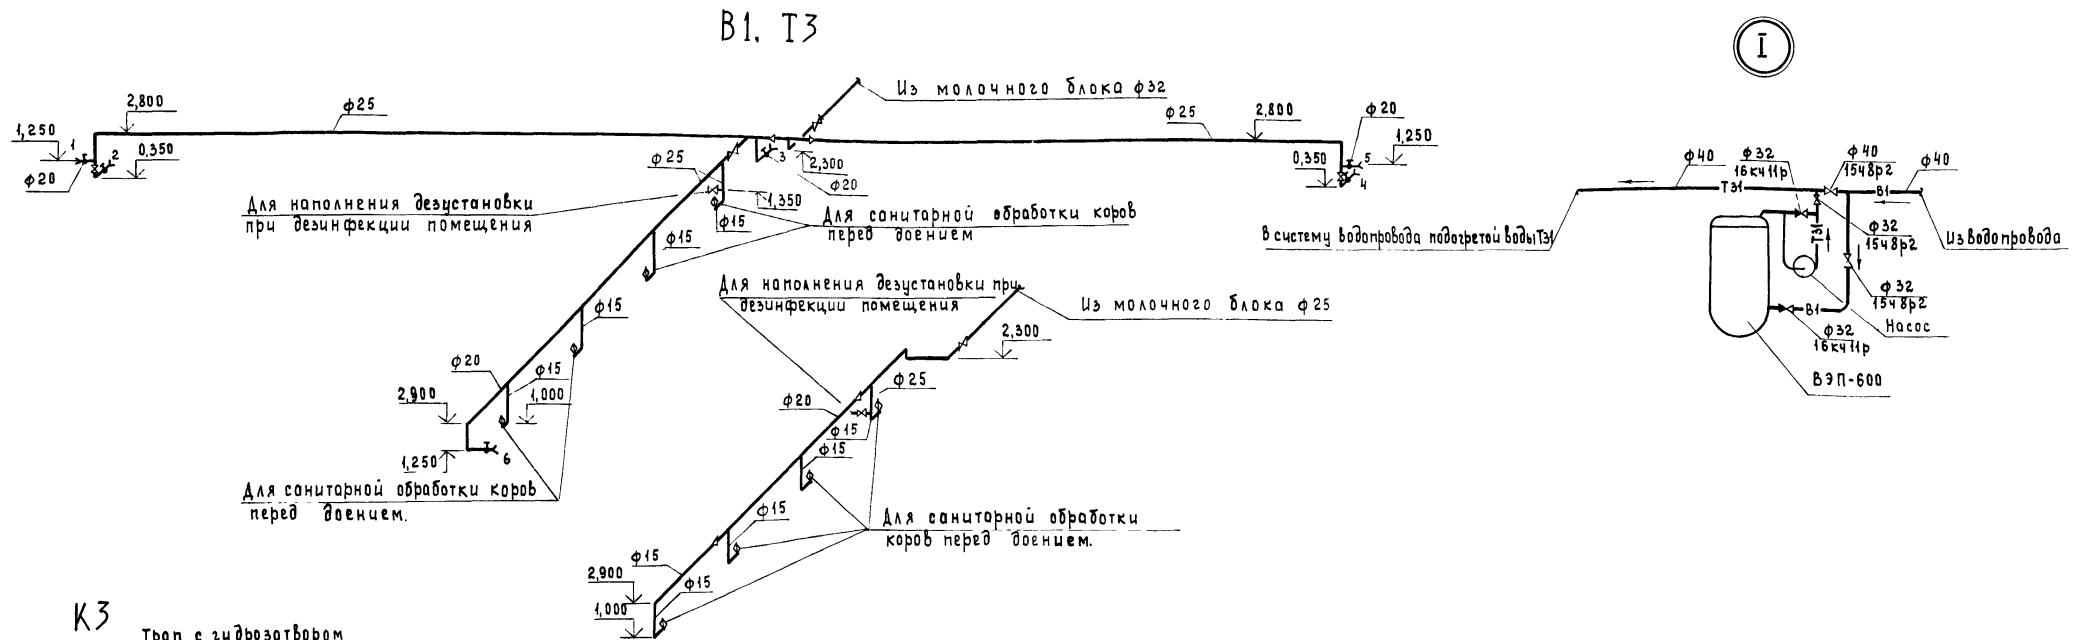 В1. Т3
I
Из молочного блока ф32
2,800
ф25
1,250
1
2
0,350
ф20
ф25
2,800
ф20
1,250
5
0,350
4
3
2,300
ф25
ф20
1,350
Для наполнения дезустановки
при дезинфекции помещения
ф15
Для санитарной обработки коров
перед доением
ф15
ф15
ф20
ф15
2,900
1,000
1,250
6
Для санитарной обработки коров
перед доением.
Для наполнения дезустановки при
дезинфекции помещения
Из молочного блока ф25
2,300
ф25
ф20
ф15
ф15
ф15
Для санитарной обработки
коров перед доением.
ф15
2,900
ф15
1,000
ф40
ф32
16кч11р
ф40
15ч8р2
ф40
Т31
В1
ф32
15ч8р2
Т31
В систему водопровода подогретой воды Т31
Из водопровода
ф32
15ч8р2
В1
Насос
ф32
16кч11р
ВЭП-600
К3
Трап с гидрозатвором